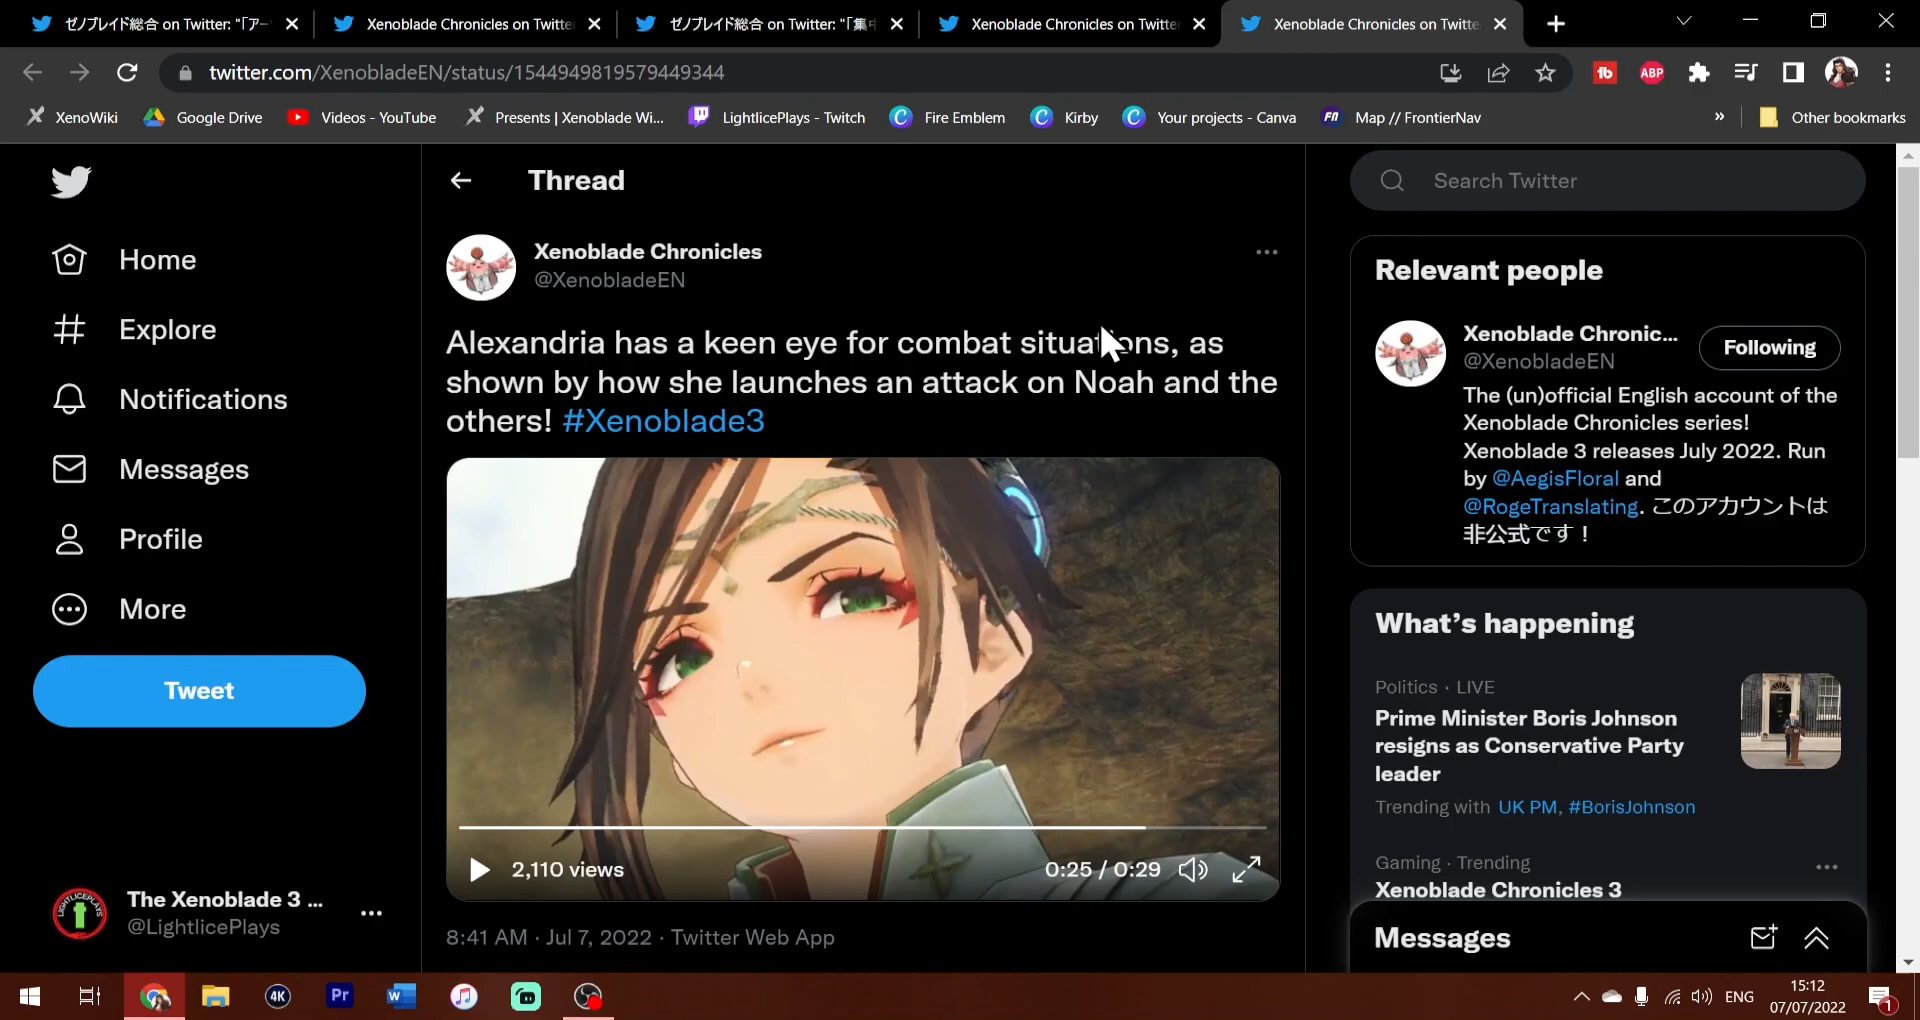 ゼノブレイド総合 on Twitter: "「アー
Xenoblade Chronicles on Twitte
ゼノブレイド総合 on Twitter: "「集中
Xenoblade Chronicles on Twitte
Xenoblade Chronicles on Twitte
twitter.com/XenobladeEN/status/1544949819579449344
ABP
XenoWiki
Google Drive
Videos - YouTube
Presents | Xenoblade Wi...
LightlicePlays - Twitch
Fire Emblem
Kirby
Your projects - Canva
FN
Map // FrontierNav
»
Other bookmarks
Home
Explore
Notifications
Messages
Profile
More
Tweet
The Xenoblade 3 ...
@LightlicePlays
Thread
Xenoblade Chronicles
@XenobladeEN
Alexandria has a keen eye for combat situations, as
shown by how she launches an attack on Noah and the
others! #Xenoblade3
2,110 views
0:25 / 0:29
8:41 AM · Jul 7, 2022 · Twitter Web App
Search Twitter
Relevant people
Xenoblade Chronic...
@XenobladeEN
Following
The (un)official English account of the
Xenoblade Chronicles series!
Xenoblade 3 releases July 2022. Run
by @AegisFloral and
@RogeTranslating. このアカウントは
非公式です！
What's happening
Politics · LIVE
Prime Minister Boris Johnson
resigns as Conservative Party
leader
Trending with UK PM, #BorisJohnson
Gaming · Trending
Xenoblade Chronicles 3
Messages
4K
Pr
W
ENG
15:12
07/07/2022
1